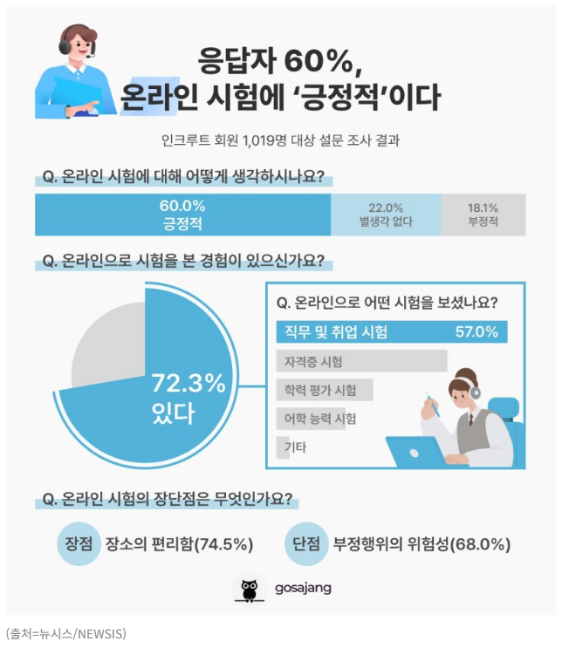 응답자 60%,
온라인 시험에 ‘긍정적’이다
인크루트 회원 1,019명 대상 설문 조사 결과
Q. 온라인 시험에 대해 어떻게 생각하시나요?
60.0%
긍정적
22.0%
별생각 없다
18.1%
부정적
Q. 온라인으로 시험을 본 경험이 있으신가요?
72.3%
있다
Q. 온라인으로 어떤 시험을 보셨나요?
직무 및 취업 시험 57.0%
자격증 시험
학력 평가 시험
어학 능력 시험
기타
Q. 온라인 시험의 장단점은 무엇인가요?
장점 장소의 편리함(74.5%)
단점 부정행위의 위험성(68.0%)
gosajang
(출처=뉴시스/NEWSIS)